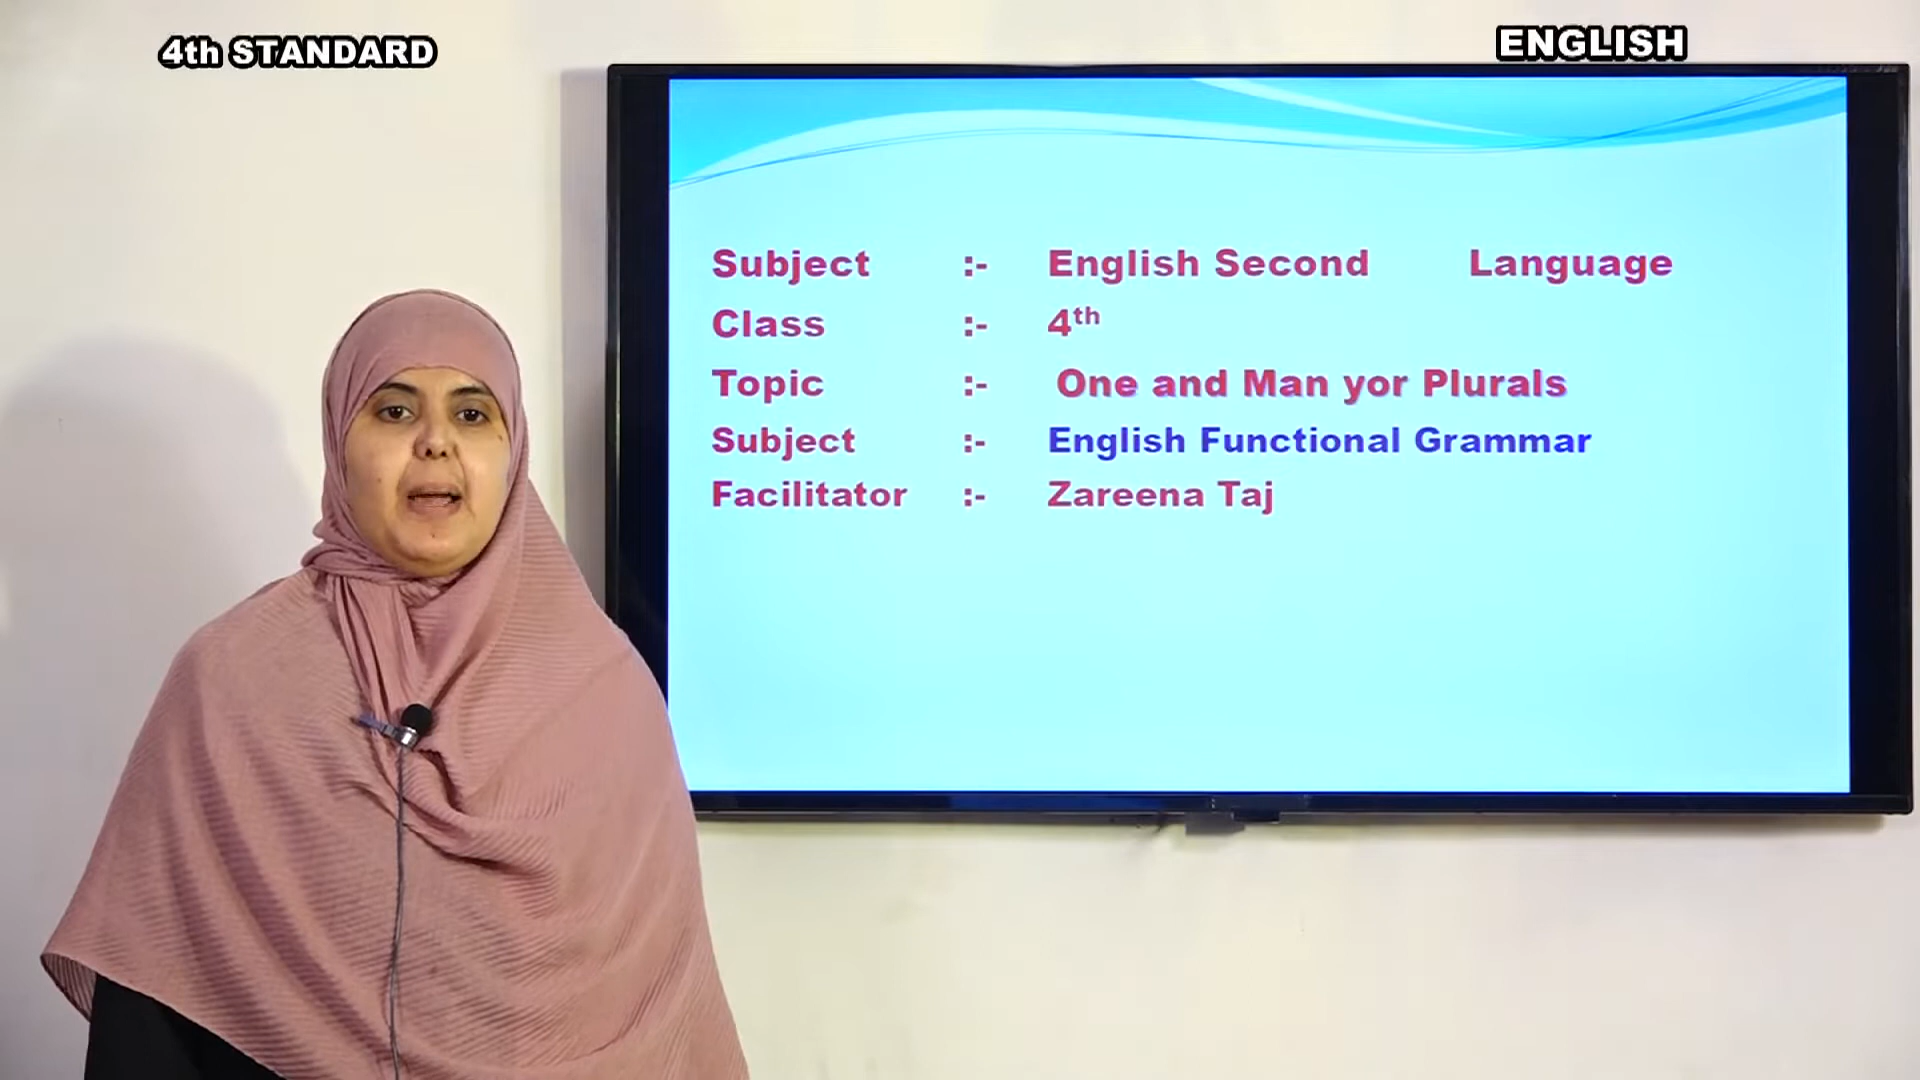 4th STANDARD
ENGLISH
Subject :- English Second Language
Class :- 4th
Topic :- One and Man yor Plurals
Subject :- English Functional Grammar
Facilitator :- Zareena Taj